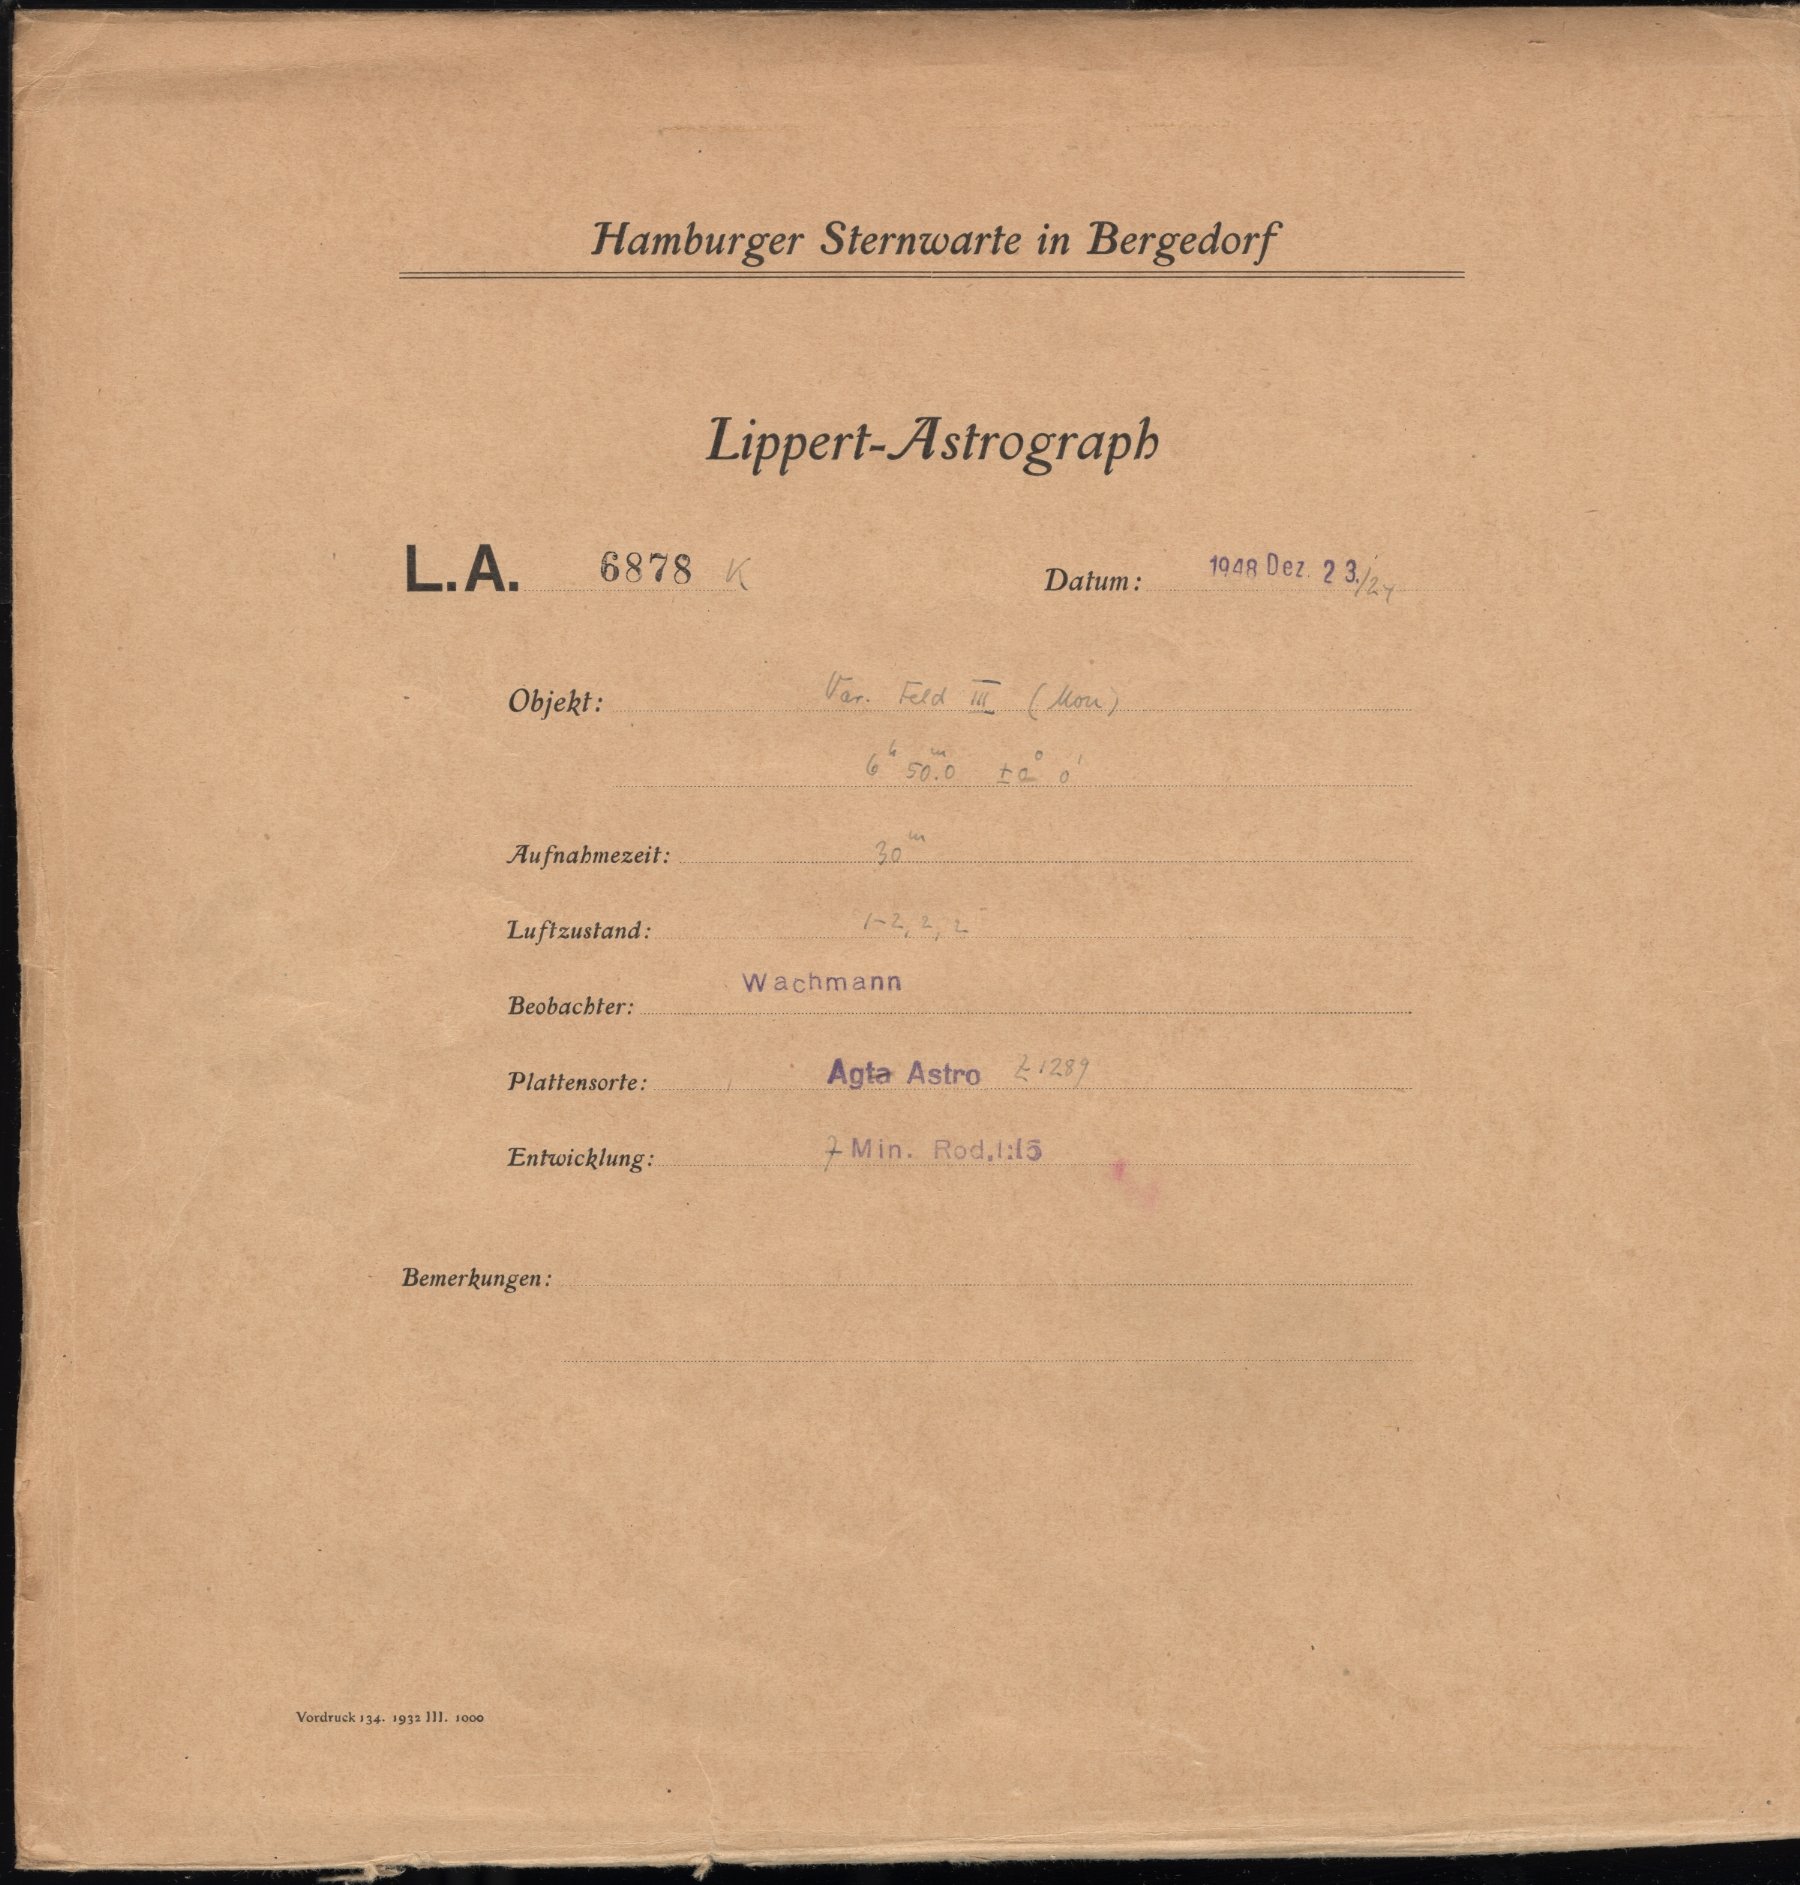 Hamburger Sternwarte in Bergedorf
Lippert-Astrograph
L.A. 6878 K Datum: 1948 Dez. 23./24
Objekt: Var. Feld III (Mon)
6h 50.0m ±0° 0'
Aufnahmezeit: 30m
Luftzustand: 1-2, 2, 2
Beobachter: Wachmann
Plattensorte: Agfa Astro Z 1289
Entwicklung: 7 Min. Rod. 1:15
Bemerkungen:
Vordruck 134. 1932 III. 1000